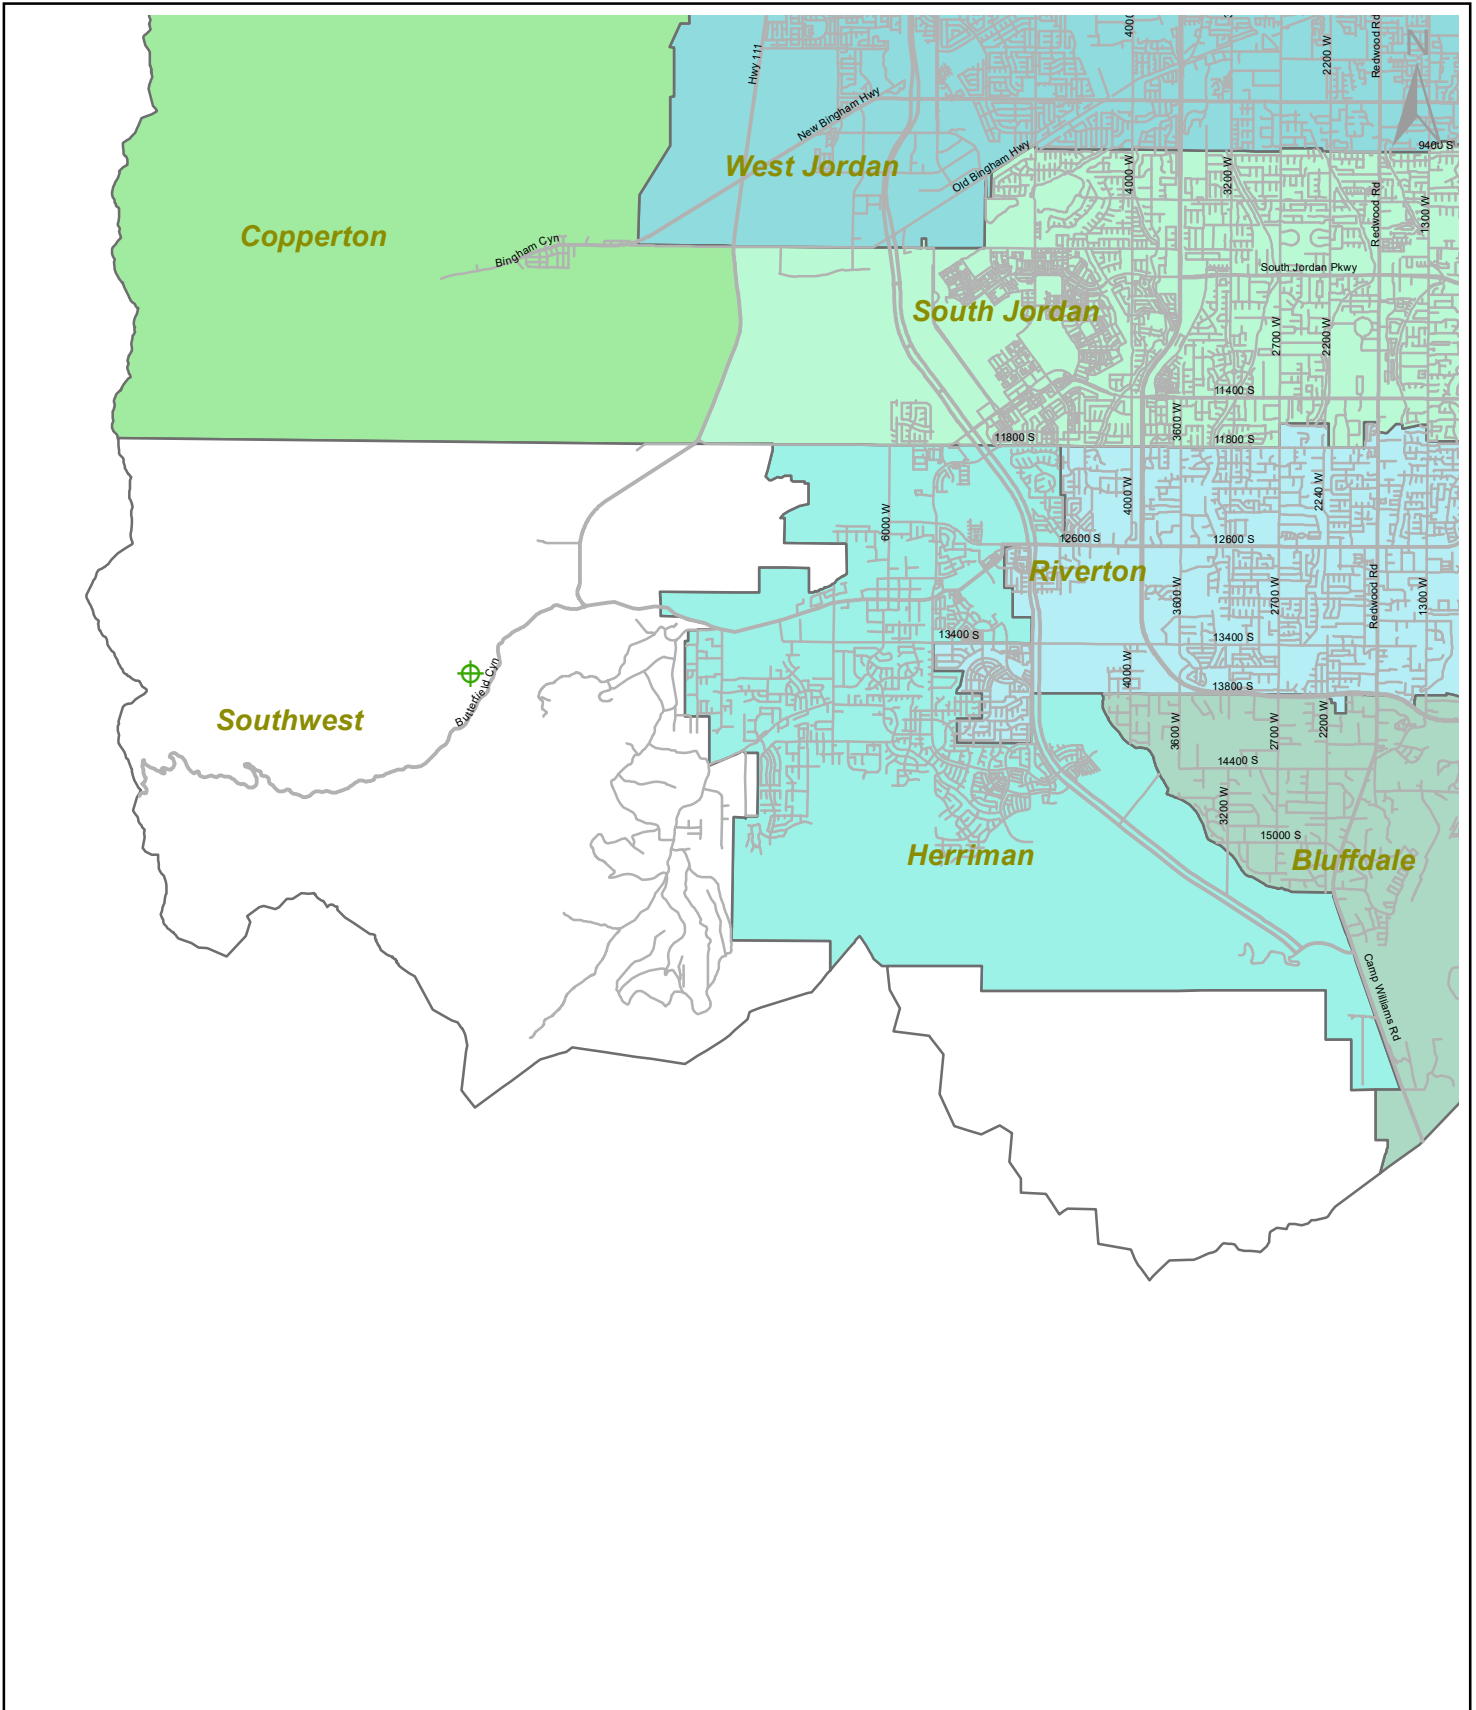 4000
3
2200 W
Redwood Rd
N
Hwy 111
New Bingham Hwy
9400 S
West Jordan
Old Bingham Hwy
4000 W
3200 W
Redwood Rd
1300 W
Copperton
Bingham Cyn
South Jordan Pkwy
South Jordan
2700 W
2200 W
11400 S
3600 W
11800 S
11800 S
4000 W
2240 W
6000 W
12600 S
12600 S
Riverton
3600 W
2700 W
Redwood Rd
1300 W
13400 S
13400 S
4000 W
13800 S
Butterfield Cyn
Southwest
3600 W
2700 W
2200 W
14400 S
3200 W
15000 S
Herriman
Bluffdale
Camp Williams Rd